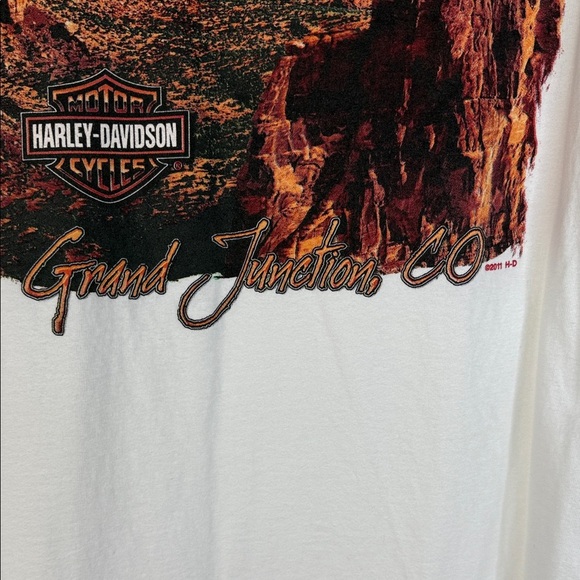 MOTOR
HARLEY-DAVIDSON
CYCLES ®
Grand Junction, CO
©2011 H-D